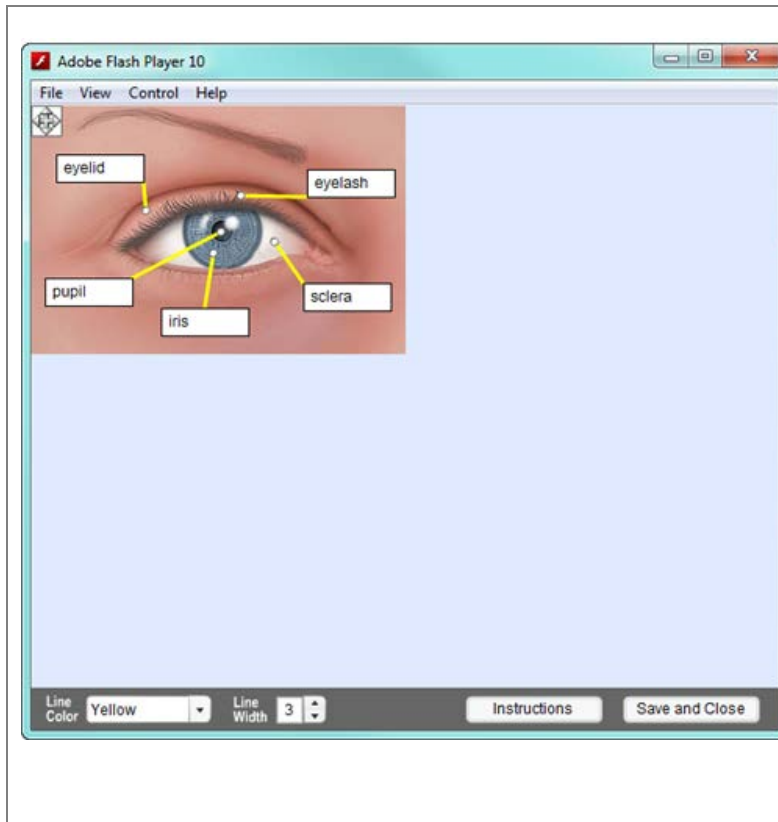 Adobe Flash Player 10
File View Control Help
eyelid
eyelash
pupil
sclera
iris
Line Color
Yellow
Line Width
3
Instructions
Save and Close